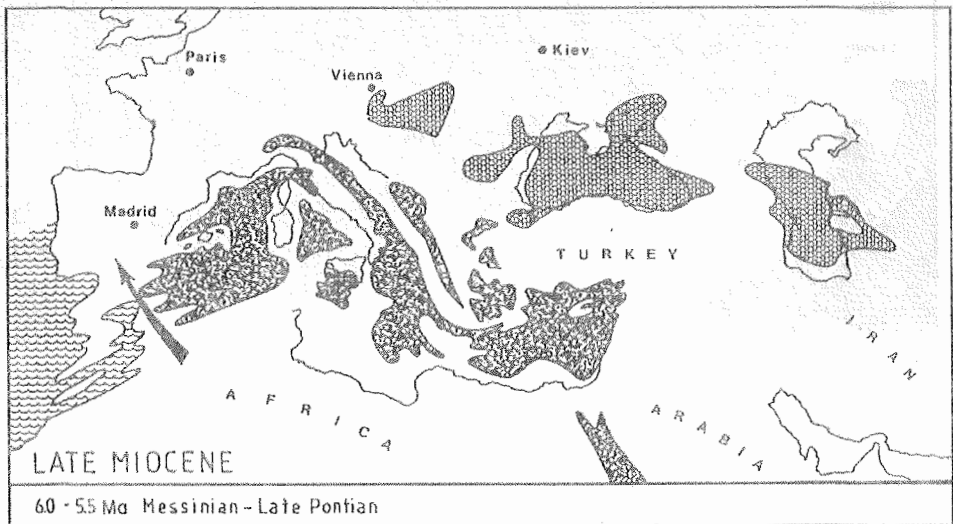 Paris
Kiev
Vienna
Madrid
TURKEY
IRAN
AFRICA
ARABIA
LATE MIOCENE
6.0 - 5.5 Ma Messinian - Late Pontian